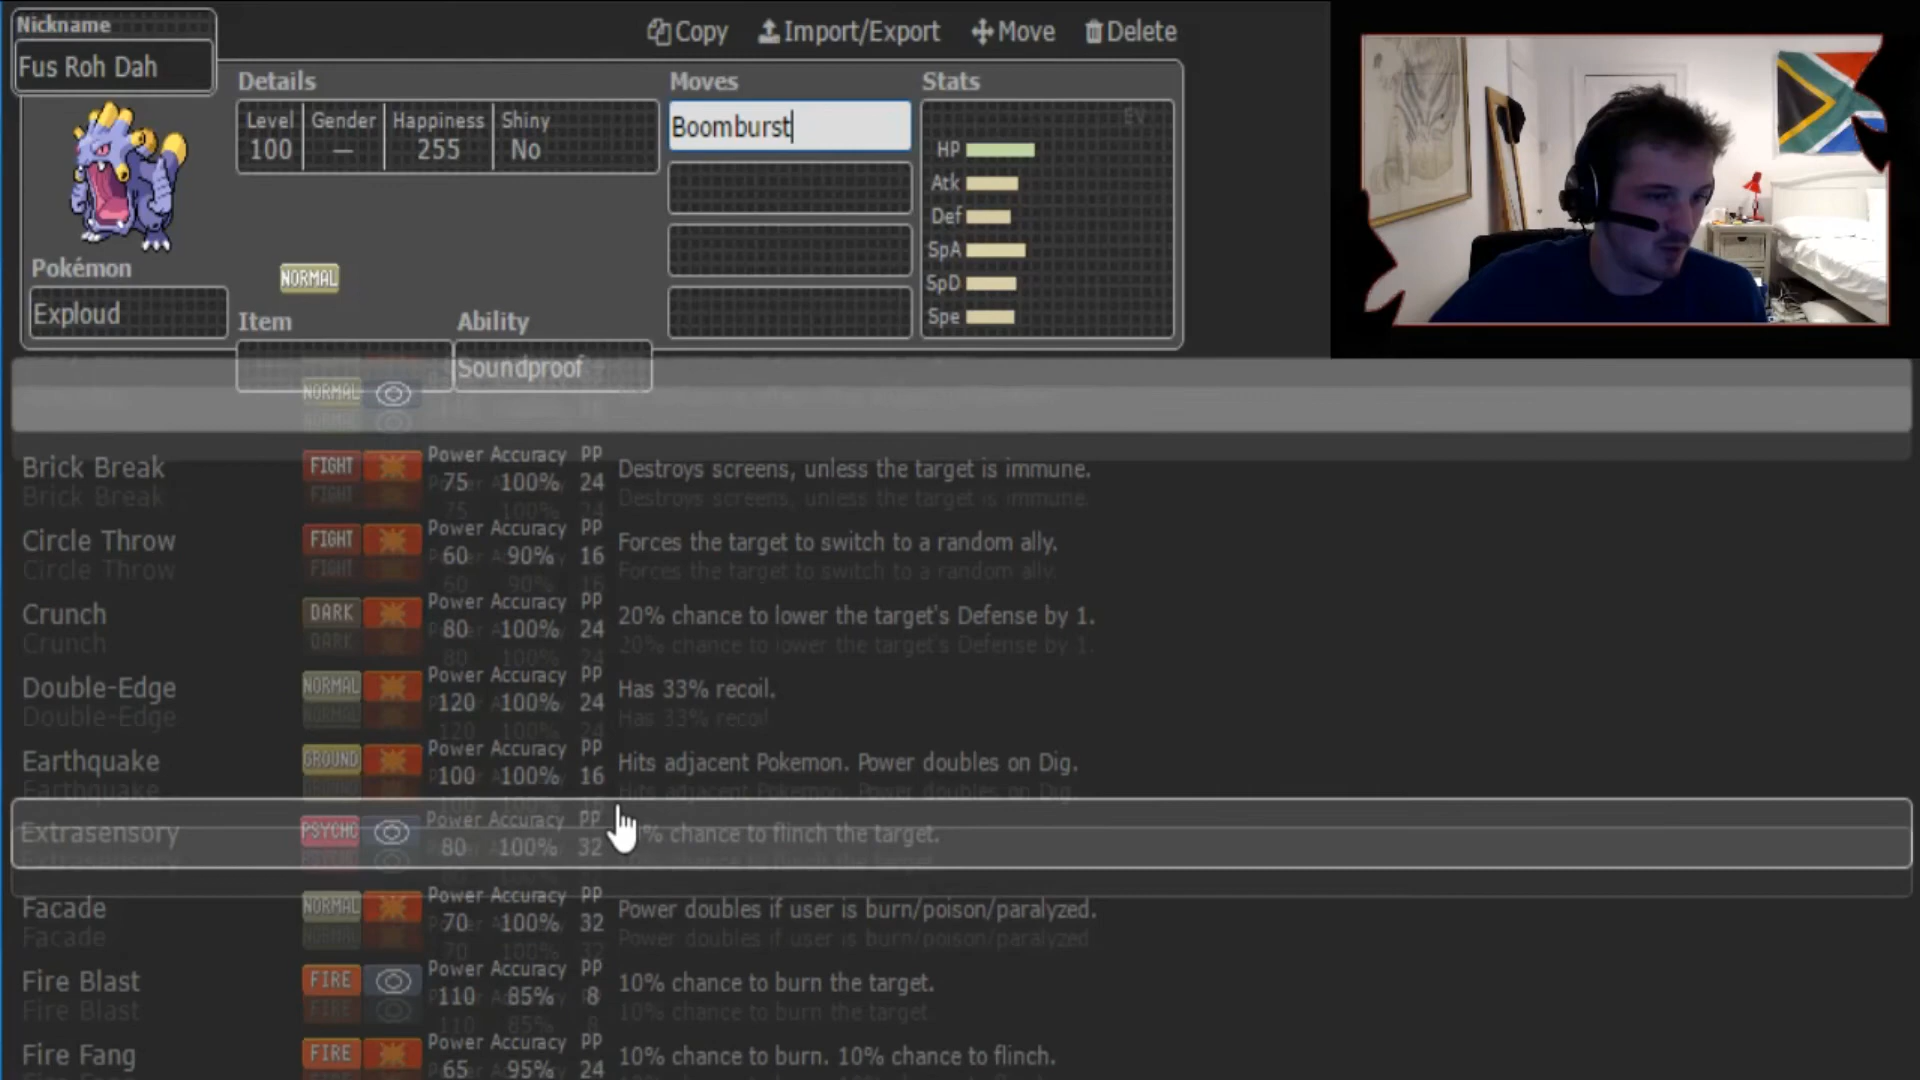 Nickname
Fus Roh Dah
Copy Import/Export Move Delete
Details
Level Gender Happiness Shiny
100 — 255 No
Moves
Boomburst
Stats
EV
HP
Atk
Def
SpA
SpD
Spe
NORMAL
Pokémon
Exploud
Item Ability
Soundproof
NORMAL
Brick Break FIGHT Power 75 Accuracy 100% PP 24 Destroys screens, unless the target is immune.
Circle Throw FIGHT Power 60 Accuracy 90% PP 16 Forces the target to switch to a random ally.
Crunch DARK Power 80 Accuracy 100% PP 24 20% chance to lower the target's Defense by 1.
Double-Edge NORMAL Power 120 Accuracy 100% PP 24 Has 33% recoil.
Earthquake GROUND Power 100 Accuracy 100% PP 16 Hits adjacent Pokemon. Power doubles on Dig.
Extrasensory PSYCHC Power 80 Accuracy 100% PP 32 % chance to flinch the target.
Facade NORMAL Power 70 Accuracy 100% PP 32 Power doubles if user is burn/poison/paralyzed.
Fire Blast FIRE Power 110 Accuracy 85% PP 8 10% chance to burn the target.
Fire Fang FIRE Power 65 Accuracy 95% PP 24 10% chance to burn. 10% chance to flinch.